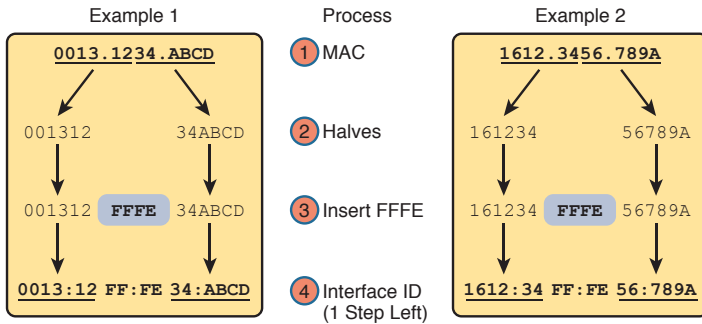 Example 1
Process
Example 2
0013.1234.ABCD
1 MAC
1612.3456.789A
001312
34ABCD
2 Halves
161234
56789A
001312 FFFE 34ABCD
3 Insert FFFE
161234 FFFE 56789A
0013:12 FF:FE 34:ABCD
4 Interface ID
(1 Step Left)
1612:34 FF:FE 56:789A